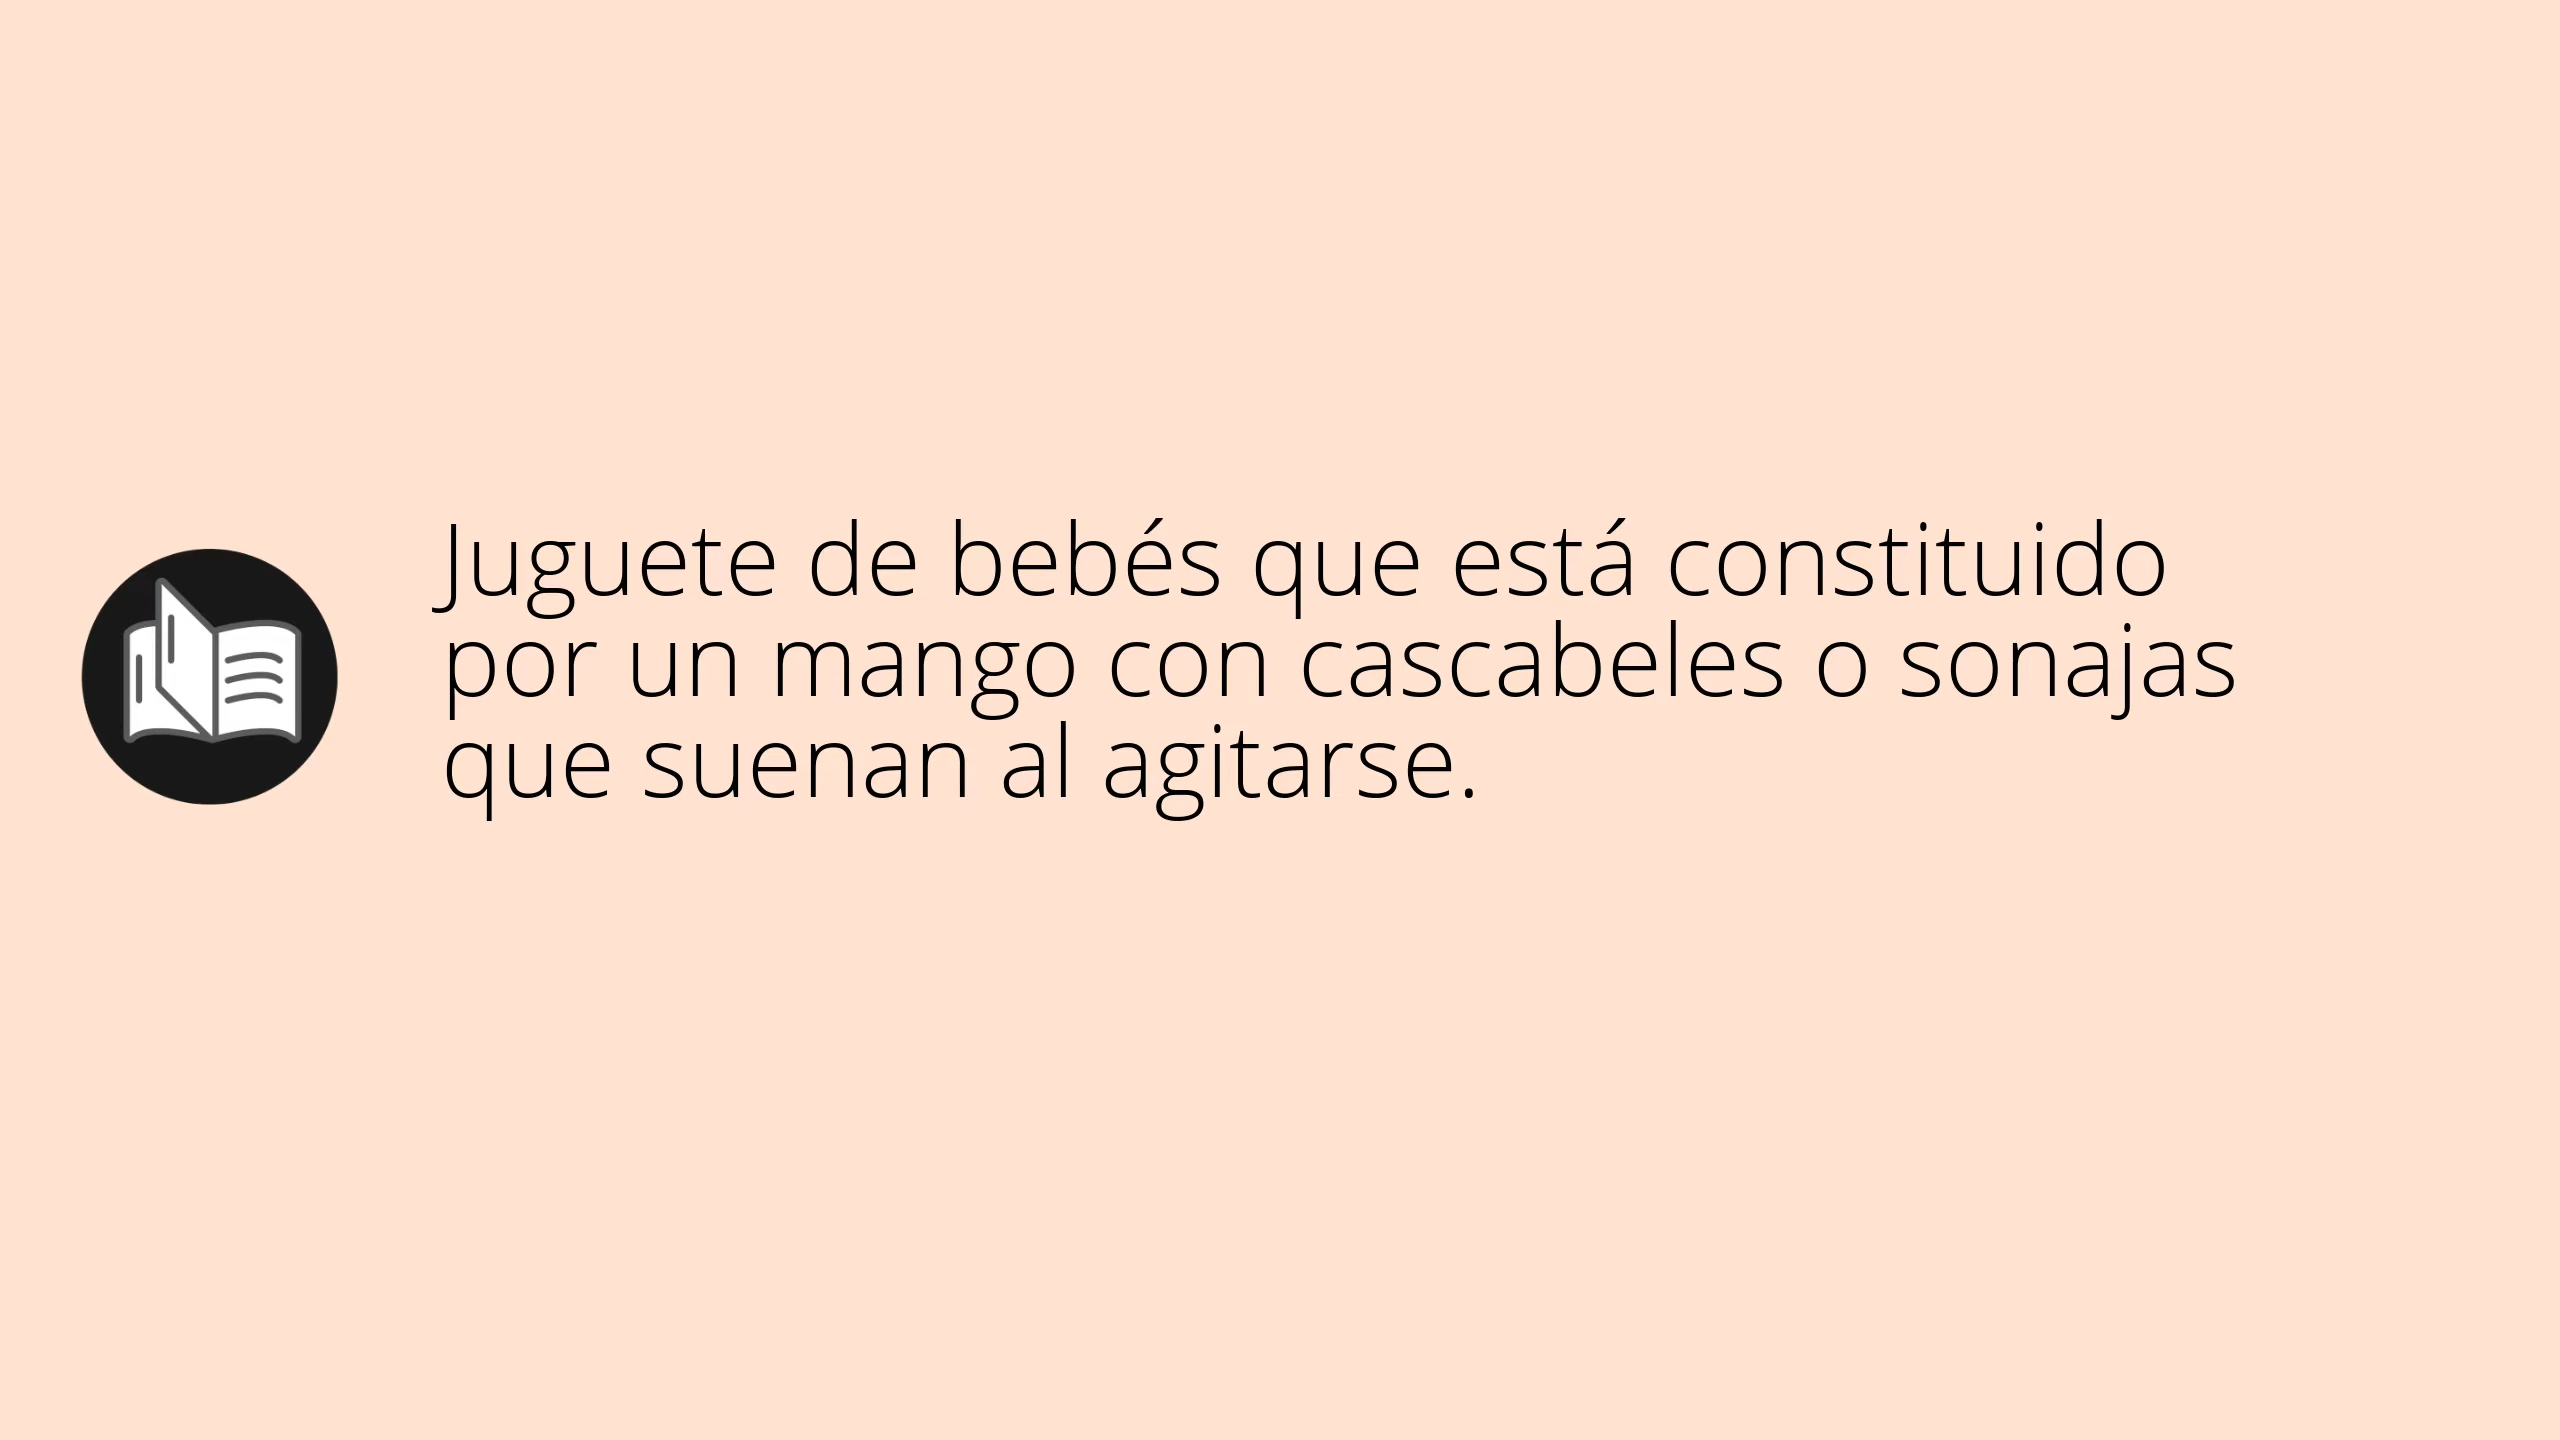 Juguete de bebés que está constituido
por un mango con cascabeles o sonajas
que suenan al agitarse.